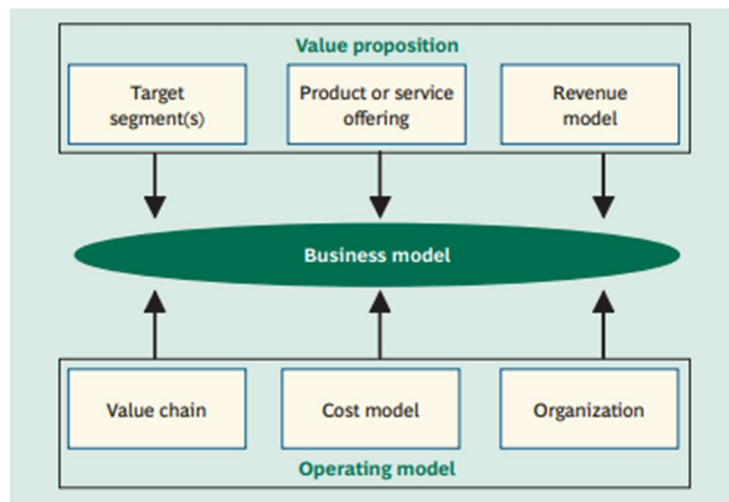 Value proposition
Target
segment(s)
Product or service
offering
Revenue
model
Business model
Value chain
Cost model
Organization
Operating model